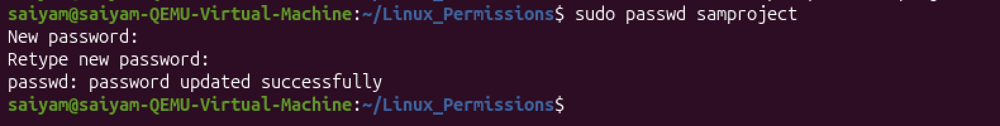 saiyam@saiyam-QEMU-Virtual-Machine:~/Linux_Permissions$ sudo passwd samproject
New password:
Retype new password:
passwd: password updated successfully
saiyam@saiyam-QEMU-Virtual-Machine:~/Linux_Permissions$